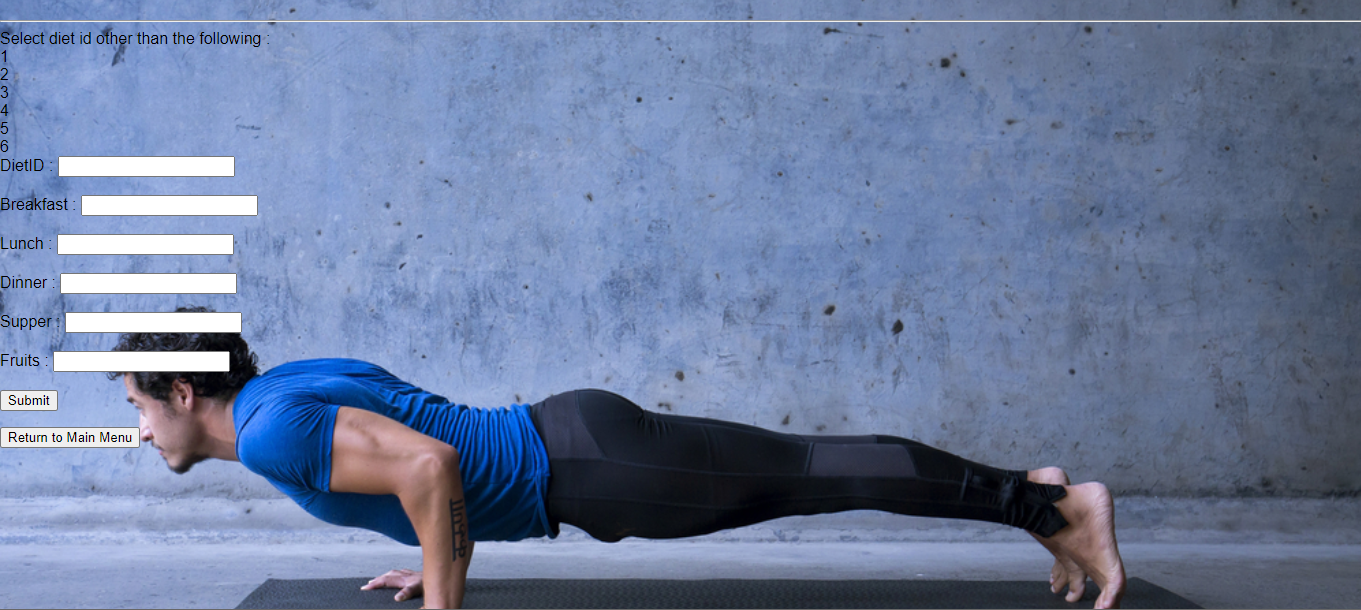 Select diet id other than the following :
1
2
3
4
5
6
DietID :
Breakfast :
Lunch :
Dinner :
Supper :
Fruits :
Submit
Return to Main Menu